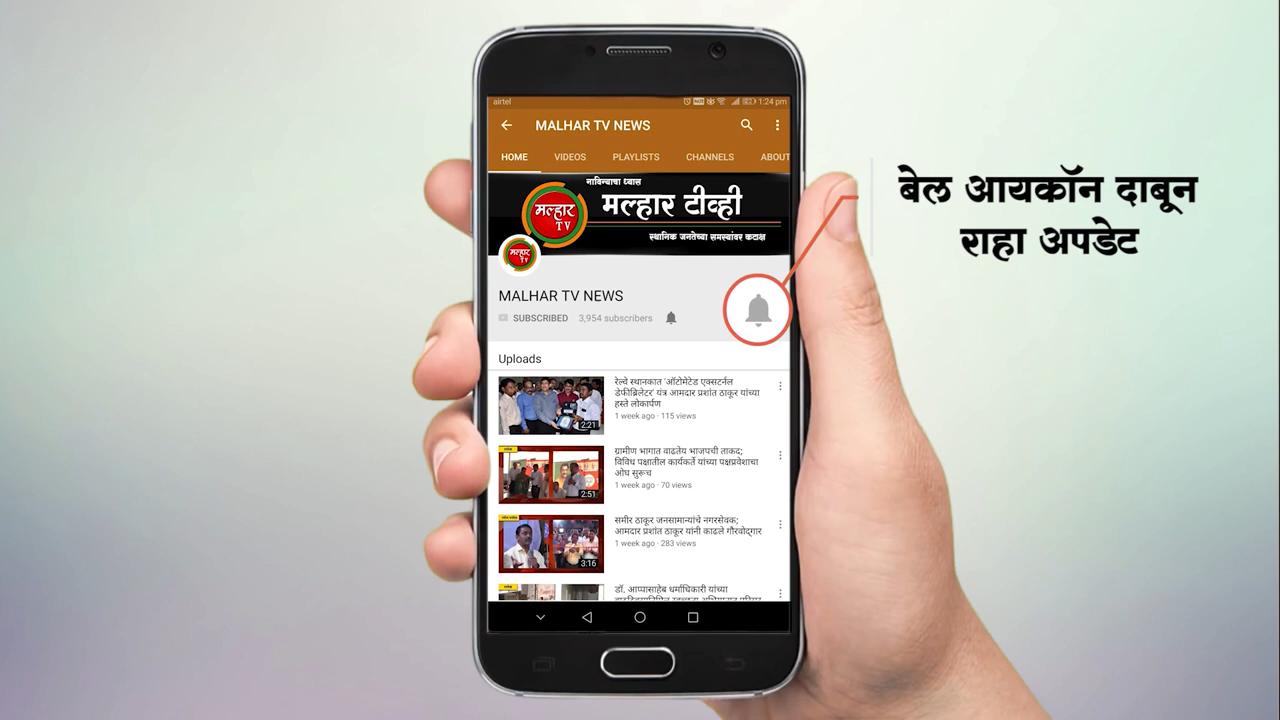 airtel
1:24 pm
MALHAR TV NEWS
HOME VIDEOS PLAYLISTS CHANNELS ABOUT
नाविन्याचा ध्यास
मल्हार टीव्ही
स्थानिक जनतेच्या समस्यांवर कटाक्ष
मल्हार
TV
मल्हार
TV
बेल आयकॉन दाबून
राहा अपडेट
MALHAR TV NEWS
SUBSCRIBED 3,954 subscribers
Uploads
रेल्वे स्थानकात 'ऑटोमेटेड एक्सटर्नल
डेफीब्रिलेटर' यंत्र आमदार प्रशांत ठाकूर यांच्या
हस्ते लोकार्पण
1 week ago · 115 views
2:21
ग्रामीण भागात वाढतेय भाजपची ताकद;
विविध पक्षातील कार्यकर्ते यांच्या पक्षप्रवेशाचा
ओघ सुरूच
1 week ago · 70 views
2:51
समीर ठाकूर जनसामान्यांचे नगरसेवक;
आमदार प्रशांत ठाकूर यांनी काढले गौरवोद्गार
1 week ago · 283 views
3:16
डॉ. आप्पासाहेब धर्माधिकारी यांच्या